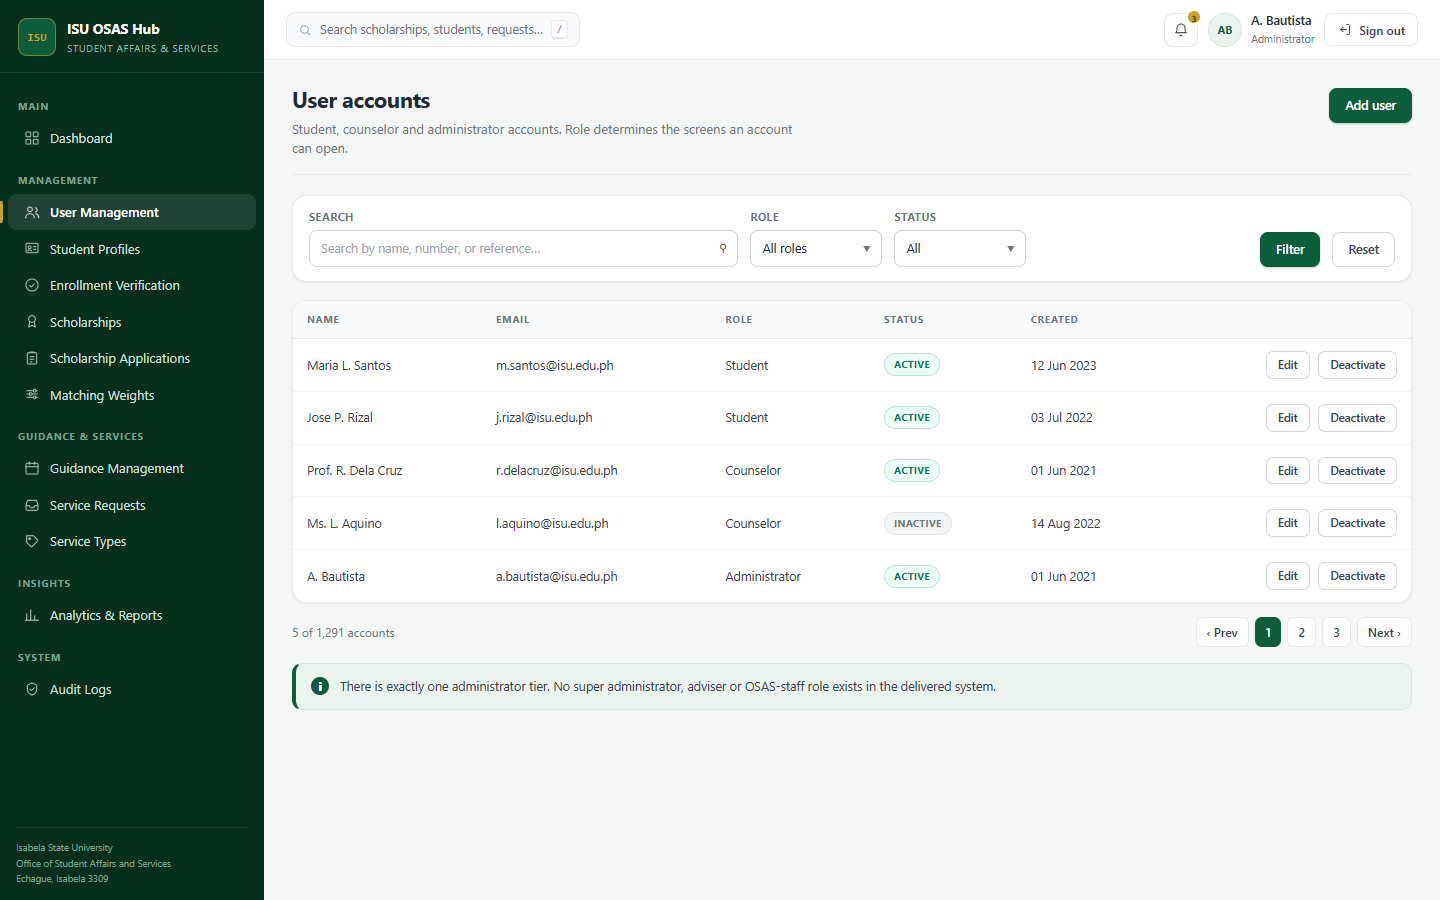 ISU
ISU OSAS Hub
STUDENT AFFAIRS & SERVICES
Search scholarships, students, requests... /
3
AB
A. Bautista
Administrator
Sign out
MAIN
Dashboard
MANAGEMENT
User Management
Student Profiles
Enrollment Verification
Scholarships
Scholarship Applications
Matching Weights
GUIDANCE & SERVICES
Guidance Management
Service Requests
Service Types
INSIGHTS
Analytics & Reports
SYSTEM
Audit Logs
Isabela State University
Office of Student Affairs and Services
Echague, Isabela 3309
User accounts
Student, counselor and administrator accounts. Role determines the screens an account
can open.
Add user
SEARCH ROLE STATUS
Search by name, number, or reference... All roles All Filter Reset
NAME EMAIL ROLE STATUS CREATED
Maria L. Santos m.santos@isu.edu.ph Student ACTIVE 12 Jun 2023 Edit Deactivate
Jose P. Rizal j.rizal@isu.edu.ph Student ACTIVE 03 Jul 2022 Edit Deactivate
Prof. R. Dela Cruz r.delacruz@isu.edu.ph Counselor ACTIVE 01 Jun 2021 Edit Deactivate
Ms. L. Aquino l.aquino@isu.edu.ph Counselor INACTIVE 14 Aug 2022 Edit Deactivate
A. Bautista a.bautista@isu.edu.ph Administrator ACTIVE 01 Jun 2021 Edit Deactivate
5 of 1,291 accounts ‹ Prev 1 2 3 Next ›
There is exactly one administrator tier. No super administrator, adviser or OSAS-staff role exists in the delivered system.